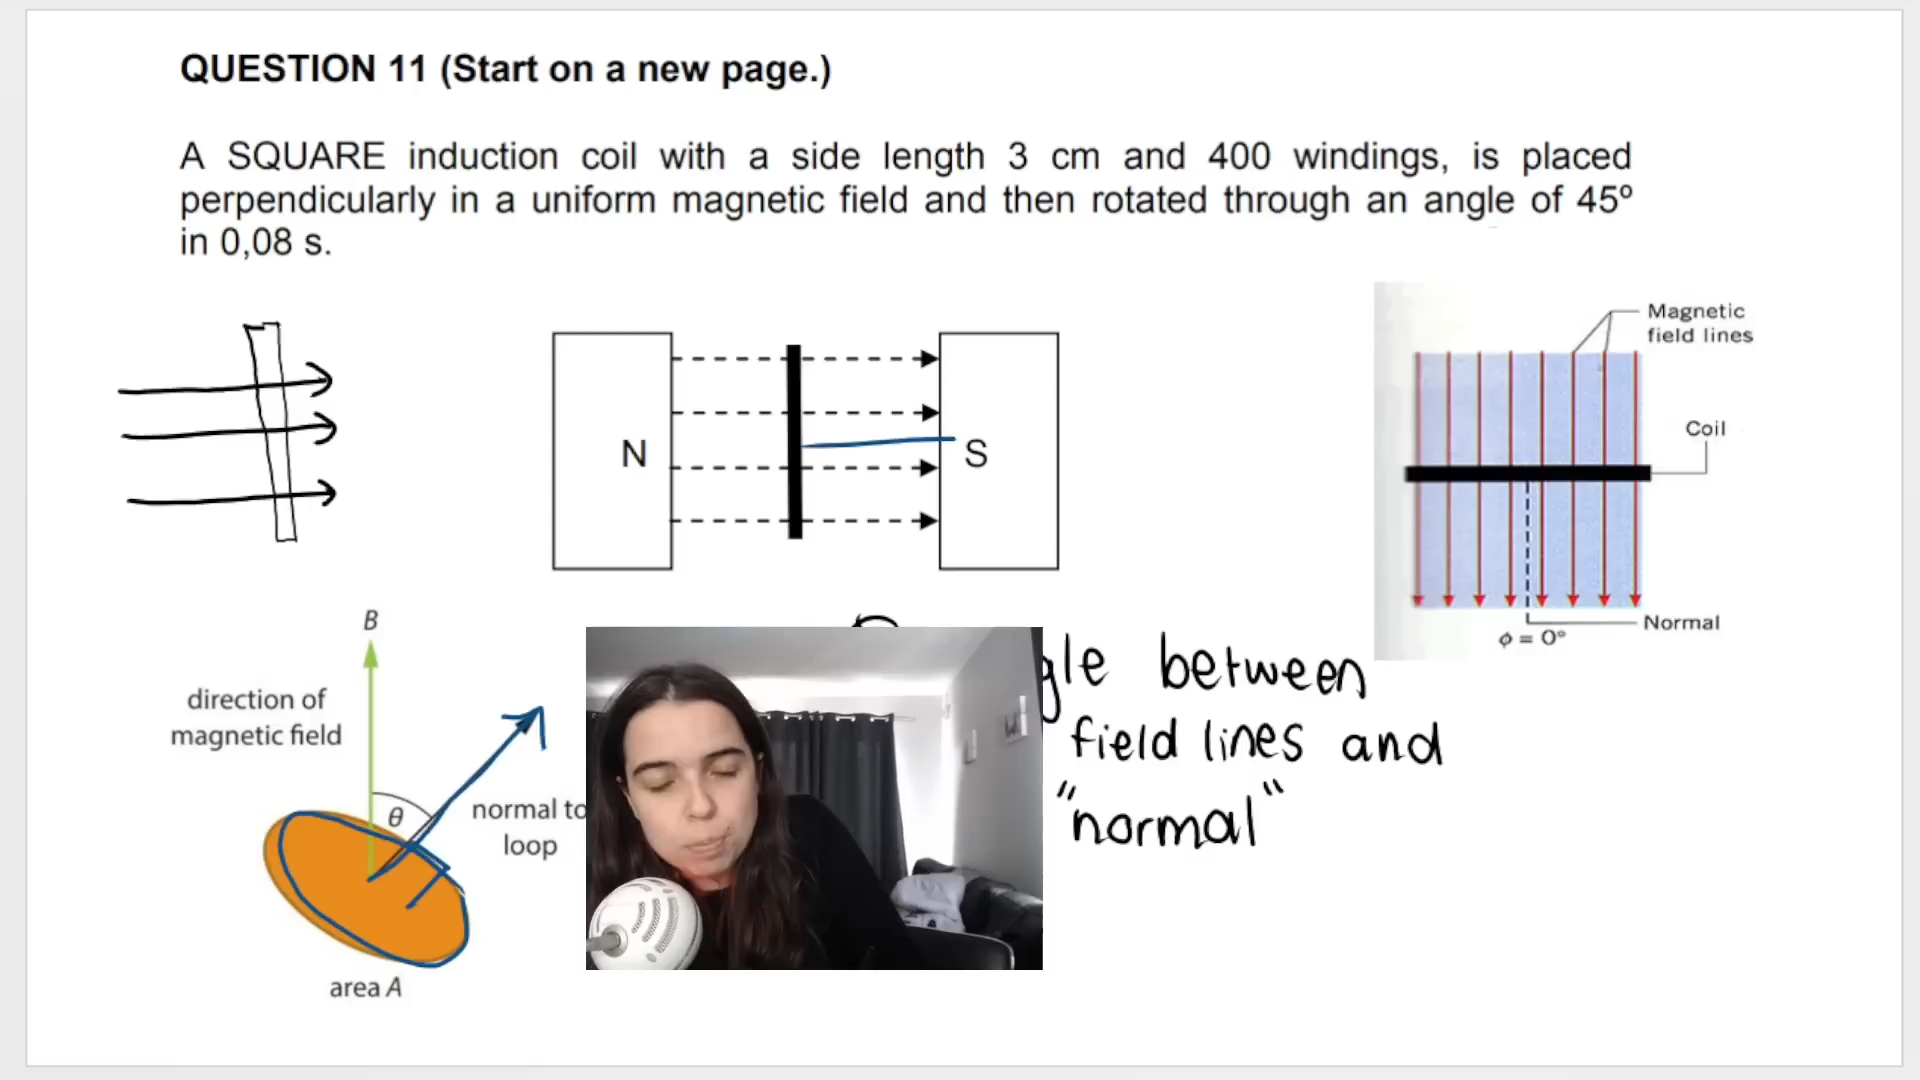 QUESTION 11 (Start on a new page.)
A SQUARE induction coil with a side length 3 cm and 400 windings, is placed
perpendicularly in a uniform magnetic field and then rotated through an angle of 45º
in 0,08 s.
N
S
Magnetic
field lines
Coil
Normal
ϕ = 0°
B
direction of
magnetic field
θ
normal to
loop
area A
between
field lines and
"normal"